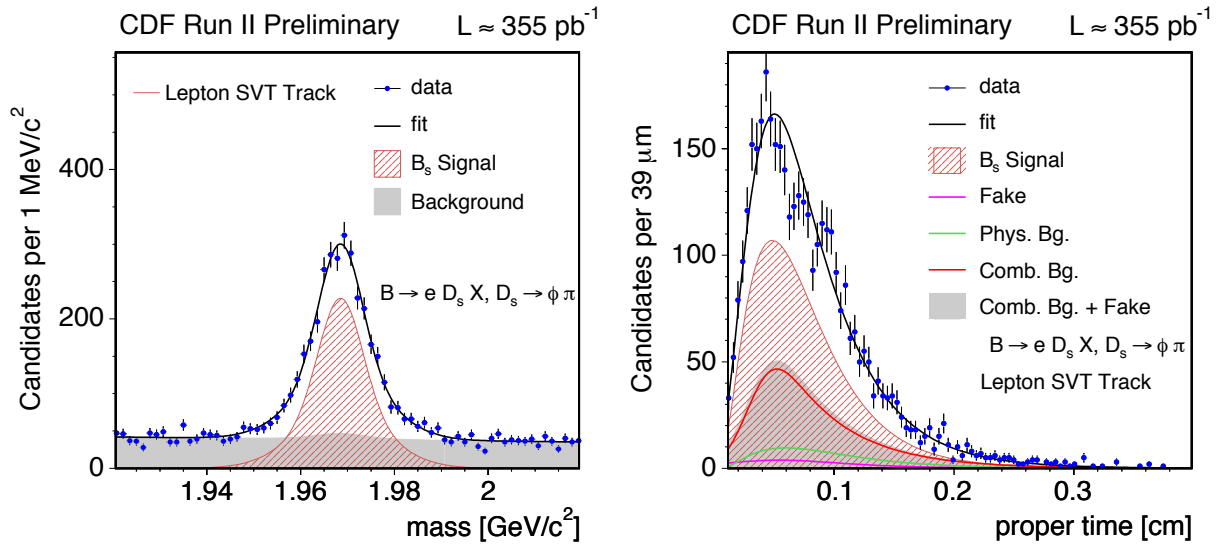 CDF Run II Preliminary L ≈ 355 pb⁻¹
Candidates per 1 MeV/c²
400
200
0
Lepton SVT Track
data
fit
Bₛ Signal
Background
B → e Dₛ X, Dₛ → ϕ π
1.94 1.96 1.98 2
mass [GeV/c²]
CDF Run II Preliminary L ≈ 355 pb⁻¹
Candidates per 39 μm
150
100
50
0
data
fit
Bₛ Signal
Fake
Phys. Bg.
Comb. Bg.
Comb. Bg. + Fake
B → e Dₛ X, Dₛ → ϕ π
Lepton SVT Track
0.1 0.2 0.3
proper time [cm]